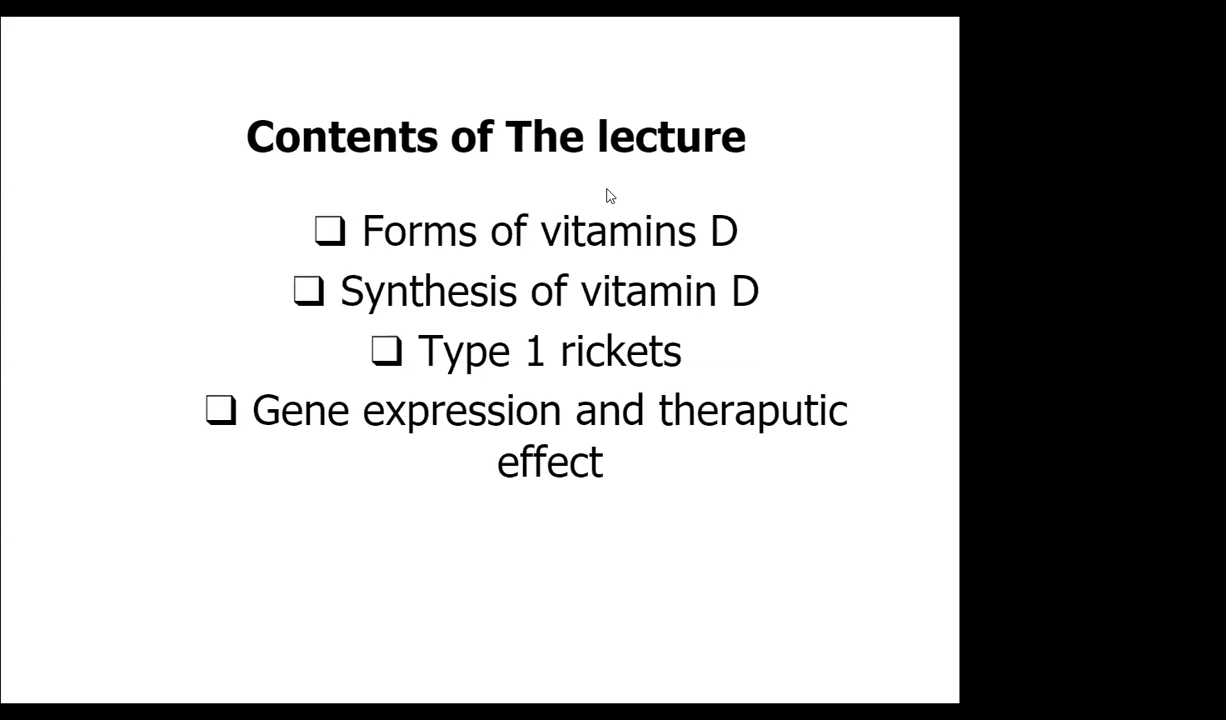 Contents of The lecture
❑ Forms of vitamins D
❑ Synthesis of vitamin D
❑ Type 1 rickets
❑ Gene expression and theraputic
effect